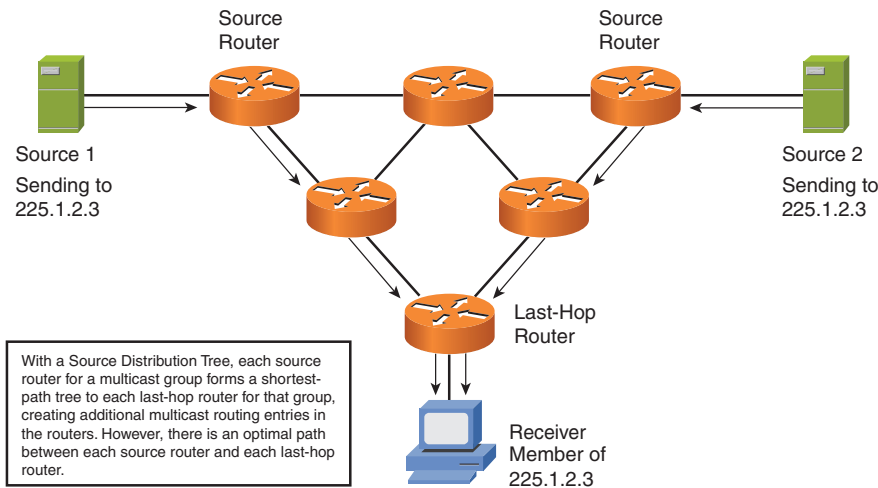 Source
Router
Source
Router
Source 1
Sending to
225.1.2.3
Source 2
Sending to
225.1.2.3
Last-Hop
Router
With a Source Distribution Tree, each source
router for a multicast group forms a shortest-
path tree to each last-hop router for that group,
creating additional multicast routing entries in
the routers. However, there is an optimal path
between each source router and each last-hop
router.
Receiver
Member of
225.1.2.3